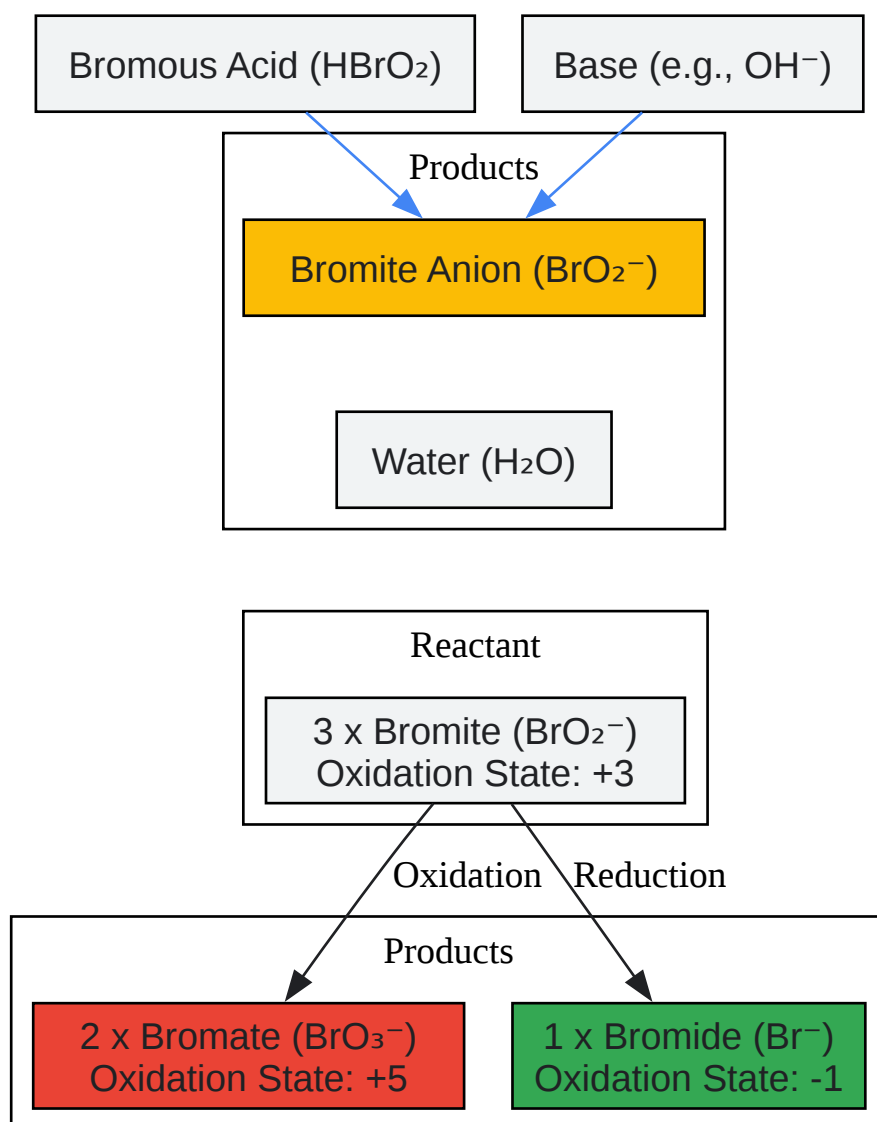 Bromous Acid (HBrO₂)
Base (e.g., OH⁻)
Products
Bromite Anion (BrO₂⁻)
Water (H₂O)
Reactant
3 x Bromite (BrO₂⁻)
Oxidation State: +3
Oxidation
Reduction
Products
2 x Bromate (BrO₃⁻)
Oxidation State: +5
1 x Bromide (Br⁻)
Oxidation State: -1